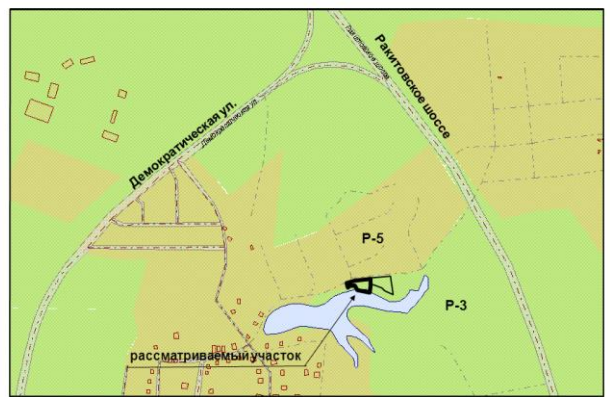 Демократическая ул.
Ракитовское шоссе
Р-5
Р-3
рассматриваемый участок